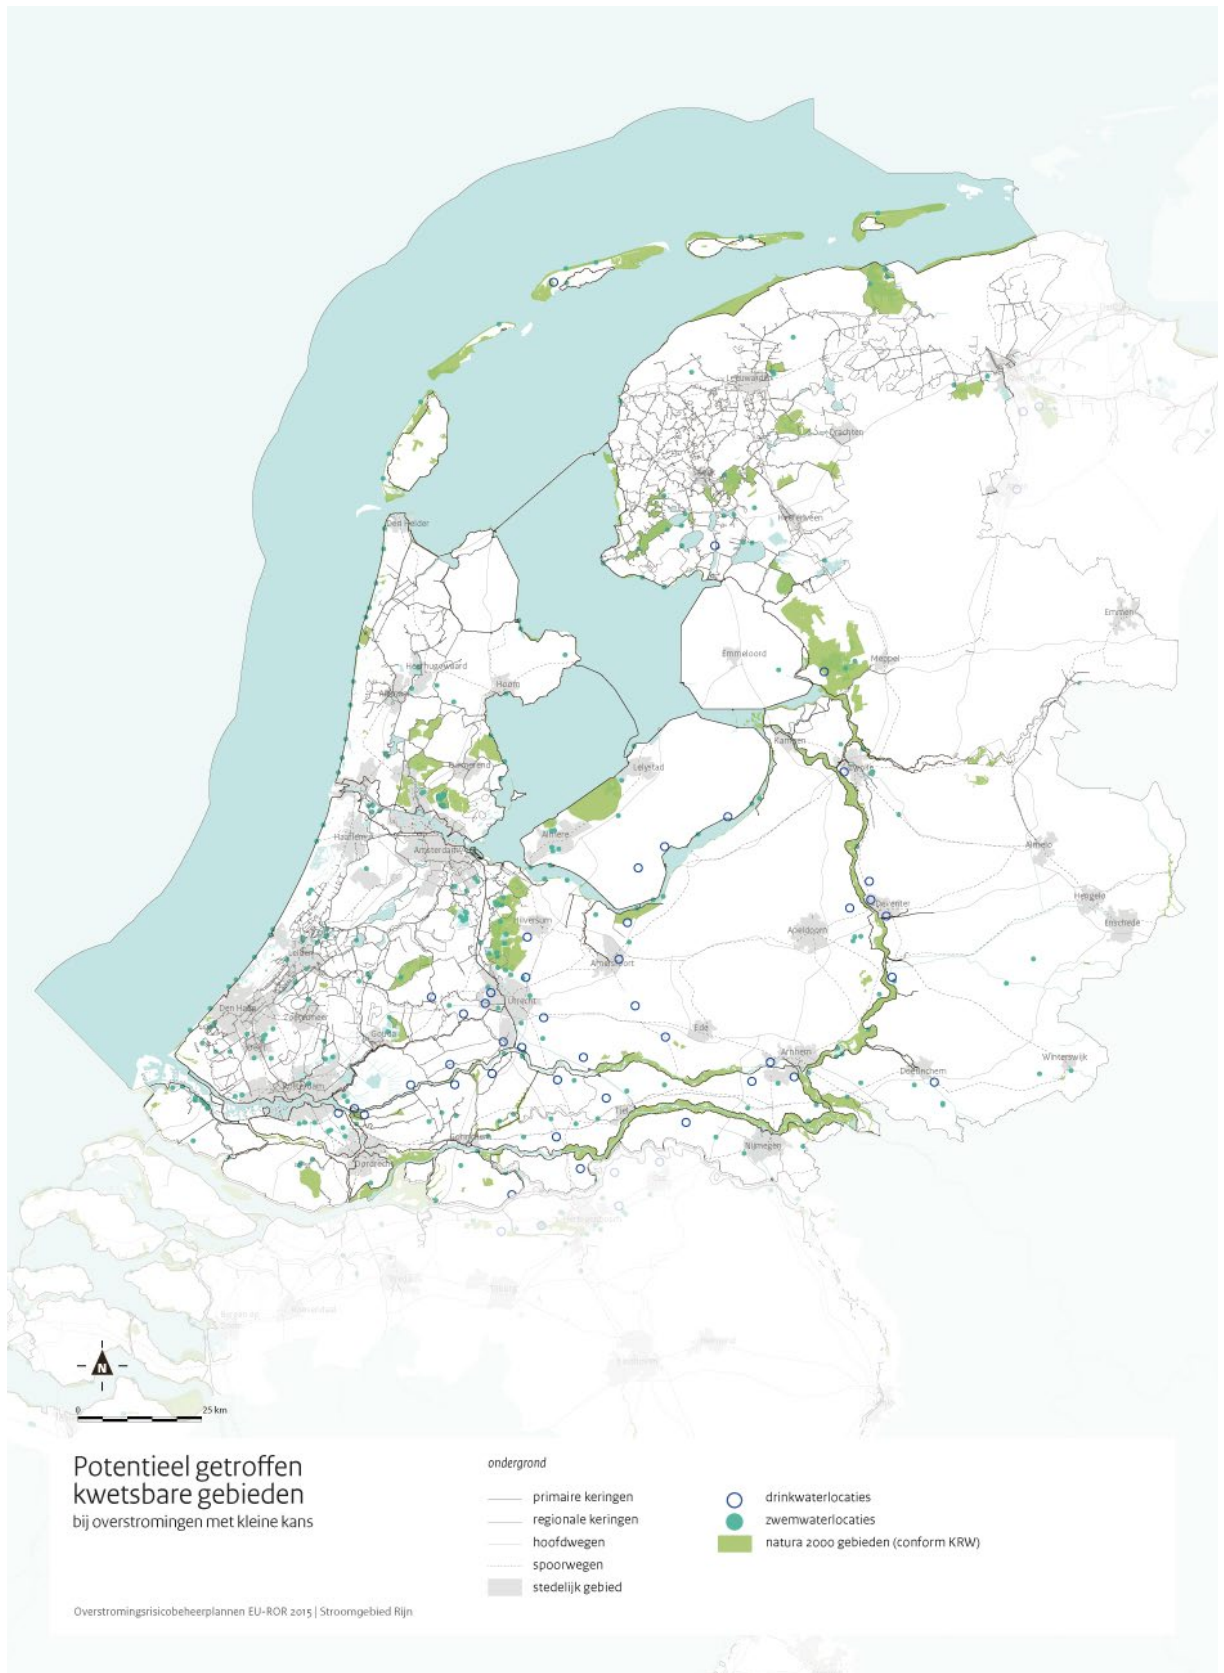 Leeuwarden
Drachten
Den Helder
Heerenveen
Emmen
Emmeloord
Meppel
Heerhugowaard
Hoorn
Alkmaar
Kampen
Purmerend
Lelystad
Zwolle
Haarlem
Almere
Amsterdam
Almelo
Hengelo
Deventer
Enschede
Hilversum
Apeldoorn
Amersfoort
Leiden
Den Haag
Utrecht
Zoetermeer
Gouda
Ede
Delft
Arnhem
Winterswijk
Doetinchem
Rotterdam
Tiel
Gorinchem
Nijmegen
Dordrecht
N
0
25 km
Potentieel getroffen
kwetsbare gebieden
bij overstromingen met kleine kans
ondergrond
primaire keringen
regionale keringen
hoofdwegen
spoorwegen
stedelijk gebied
drinkwaterlocaties
zwemwaterlocaties
natura 2000 gebieden (conform KRW)
Overstromingsrisicobeheerplannen EU-ROR 2015 | Stroomgebied Rijn